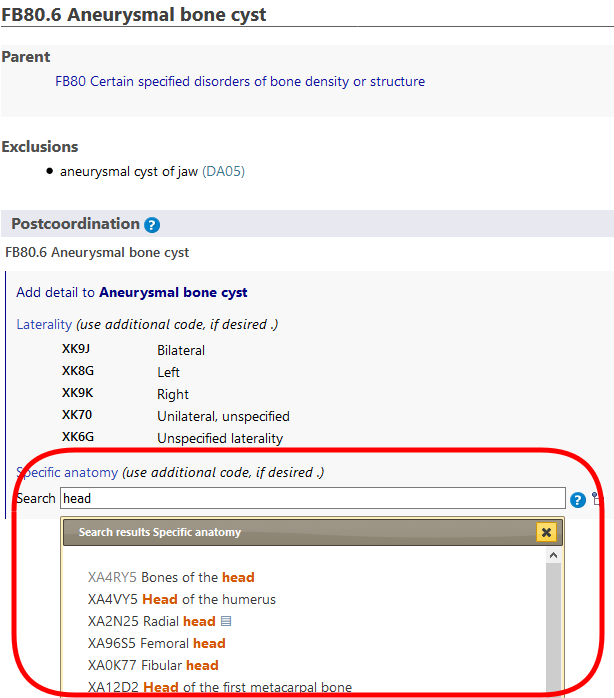 FB80.6 Aneurysmal bone cyst
Parent
FB80 Certain specified disorders of bone density or structure
Exclusions
• aneurysmal cyst of jaw (DA05)
Postcoordination ?
FB80.6 Aneurysmal bone cyst
Add detail to Aneurysmal bone cyst
Laterality (use additional code, if desired .)
XK9J Bilateral
XK8G Left
XK9K Right
XK70 Unilateral, unspecified
XK6G Unspecified laterality
Specific anatomy (use additional code, if desired .)
Search head ?
Search results Specific anatomy
XA4RY5 Bones of the head
XA4VY5 Head of the humerus
XA2N25 Radial head
XA96S5 Femoral head
XA0K77 Fibular head
XA12D2 Head of the first metacarpal bone